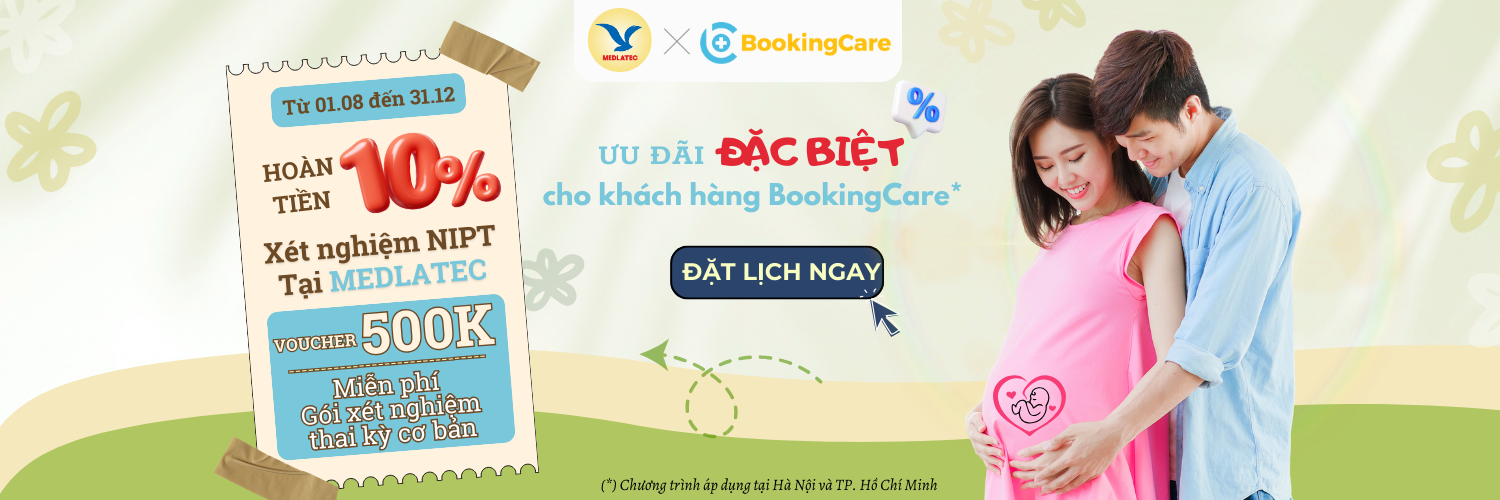 MEDLATEC
BookingCare
Từ 01.08 đến 31.12
HOÀN
TIỀN
10%
Xét nghiệm NIPT
Tại MEDLATEC
VOUCHER 500K
Miễn phí
Gói xét nghiệm
thai kỳ cơ bản
%
ƯU ĐÃI ĐẶC BIỆT
cho khách hàng BookingCare*
ĐẶT LỊCH NGAY
(*) Chương trình áp dụng tại Hà Nội và TP. Hồ Chí Minh